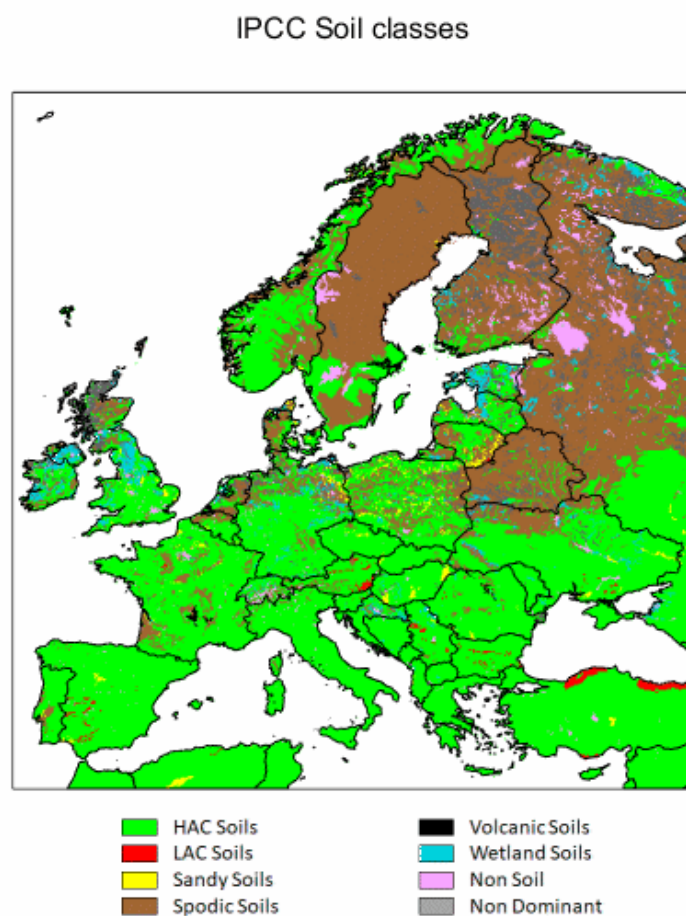 IPCC Soil classes
HAC Soils
LAC Soils
Sandy Soils
Spodic Soils
Volcanic Soils
Wetland Soils
Non Soil
Non Dominant